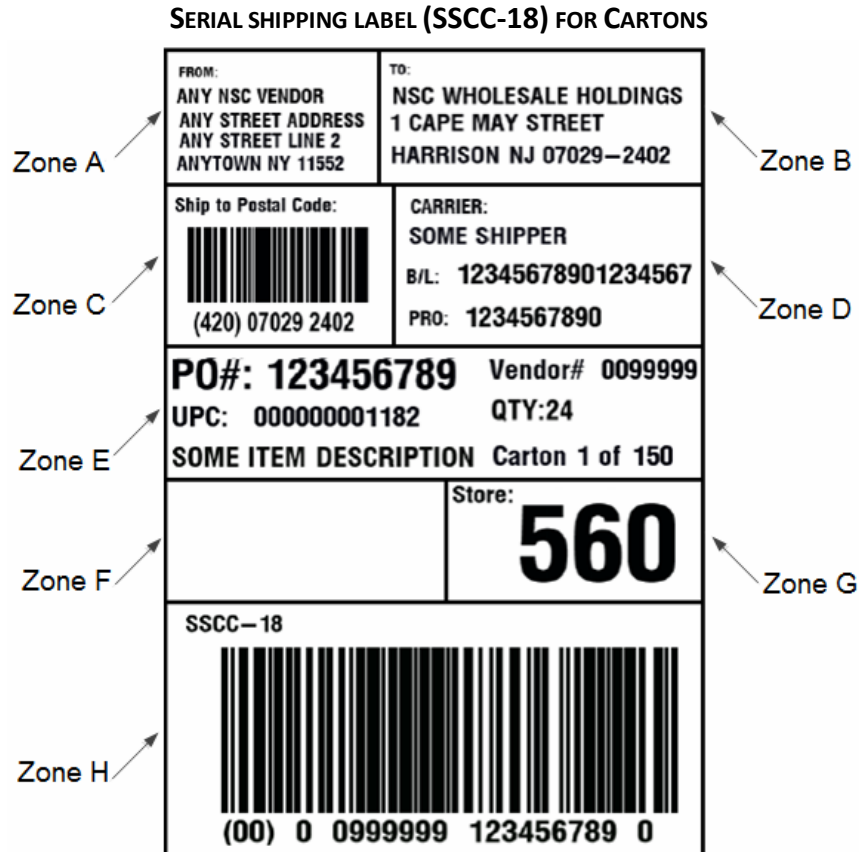 SERIAL SHIPPING LABEL (SSCC-18) FOR CARTONS
FROM:
ANY NSC VENDOR
ANY STREET ADDRESS
ANY STREET LINE 2
ANYTOWN NY 11552
TO:
NSC WHOLESALE HOLDINGS
1 CAPE MAY STREET
HARRISON NJ 07029–2402
Zone A
Zone B
Ship to Postal Code:
(420) 07029 2402
CARRIER:
SOME SHIPPER
B/L: 12345678901234567
PRO: 1234567890
Zone C
Zone D
PO#: 123456789 Vendor# 0099999
UPC: 000000001182 QTY:24
SOME ITEM DESCRIPTION Carton 1 of 150
Zone E
Store:
560
Zone F
Zone G
SSCC–18
Zone H
(00) 0 0999999 123456789 0